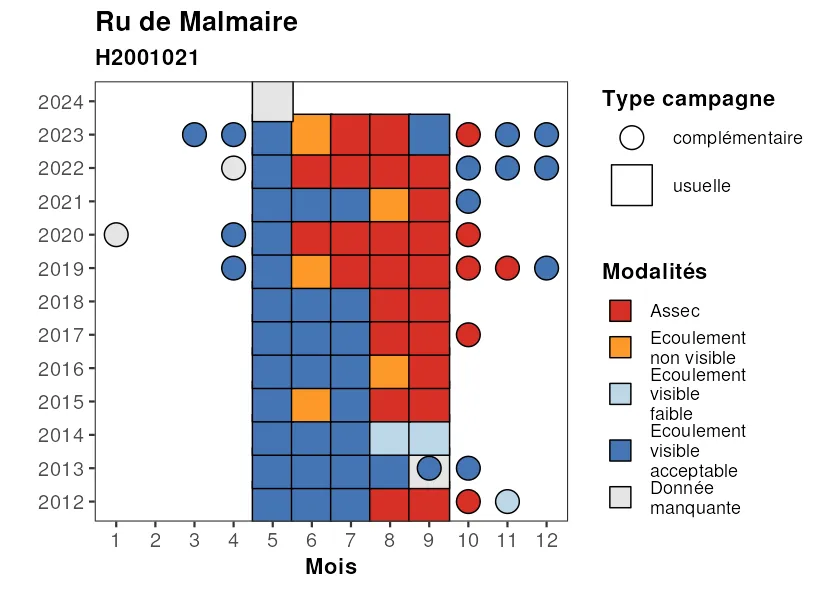 Ru de Malmaire
H2001021
2024
2023
2022
2021
2020
2019
2018
2017
2016
2015
2014
2013
2012
1 2 3 4 5 6 7 8 9 10 11 12
Mois
Type campagne
complémentaire
usuelle
Modalités
Assec
Ecoulement
non visible
Ecoulement
visible
faible
Ecoulement
visible
acceptable
Donnée
manquante